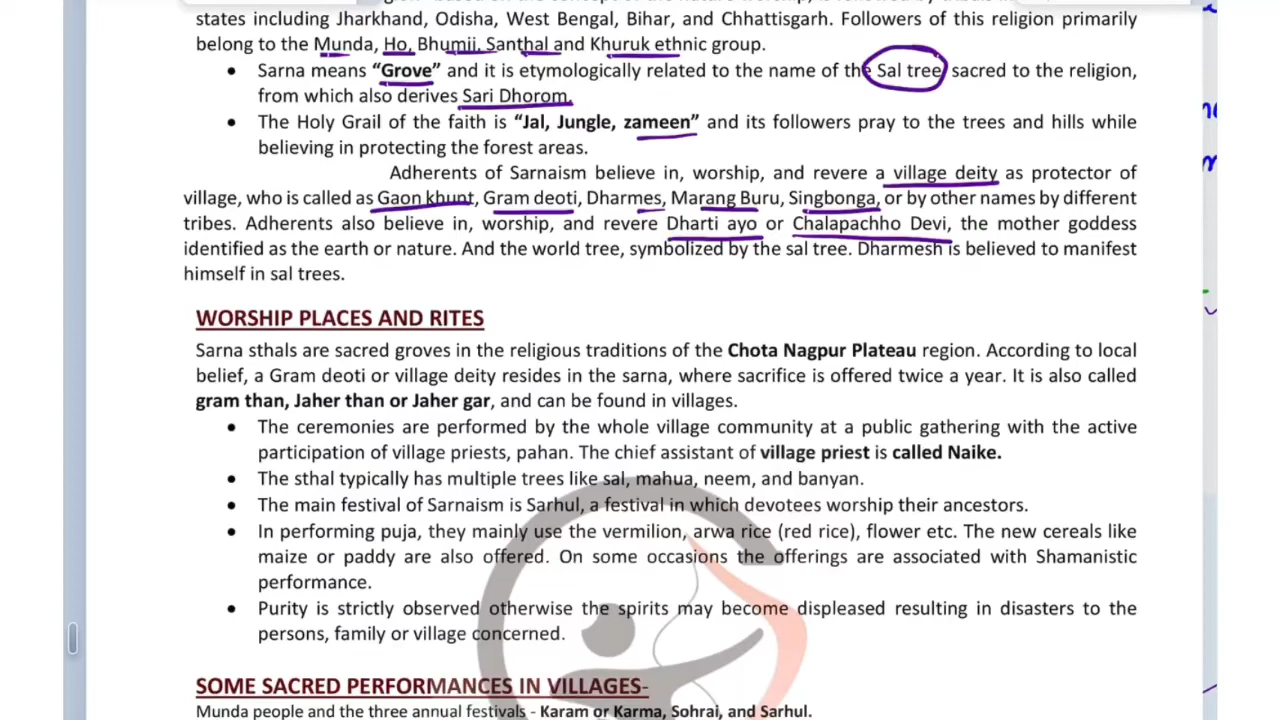 states including Jharkhand, Odisha, West Bengal, Bihar, and Chhattisgarh. Followers of this religion primarily
belong to the Munda, Ho, Bhumii, Santhal and Khuruk ethnic group.
• Sarna means “Grove” and it is etymologically related to the name of the Sal tree sacred to the religion,
from which also derives Sari Dhorom.
• The Holy Grail of the faith is “Jal, Jungle, zameen” and its followers pray to the trees and hills while
believing in protecting the forest areas.
Adherents of Sarnaism believe in, worship, and revere a village deity as protector of
village, who is called as Gaon khunt, Gram deoti, Dharmes, Marang Buru, Singbonga, or by other names by different
tribes. Adherents also believe in, worship, and revere Dharti ayo or Chalapachho Devi, the mother goddess
identified as the earth or nature. And the world tree, symbolized by the sal tree. Dharmesh is believed to manifest
himself in sal trees.
WORSHIP PLACES AND RITES
Sarna sthals are sacred groves in the religious traditions of the Chota Nagpur Plateau region. According to local
belief, a Gram deoti or village deity resides in the sarna, where sacrifice is offered twice a year. It is also called
gram than, Jaher than or Jaher gar, and can be found in villages.
• The ceremonies are performed by the whole village community at a public gathering with the active
participation of village priests, pahan. The chief assistant of village priest is called Naike.
• The sthal typically has multiple trees like sal, mahua, neem, and banyan.
• The main festival of Sarnaism is Sarhul, a festival in which devotees worship their ancestors.
• In performing puja, they mainly use the vermilion, arwa rice (red rice), flower etc. The new cereals like
maize or paddy are also offered. On some occasions the offerings are associated with Shamanistic
performance.
• Purity is strictly observed otherwise the spirits may become displeased resulting in disasters to the
persons, family or village concerned.
SOME SACRED PERFORMANCES IN VILLAGES-
Munda people and the three annual festivals - Karam or Karma, Sohrai, and Sarhul.